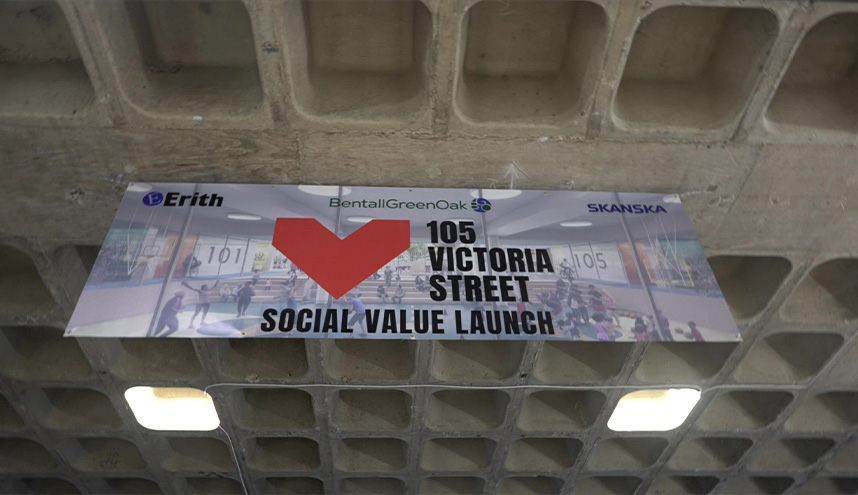 Erith
BentallGreenOak
SKANSKA
105
VICTORIA
STREET
SOCIAL VALUE LAUNCH
101
105